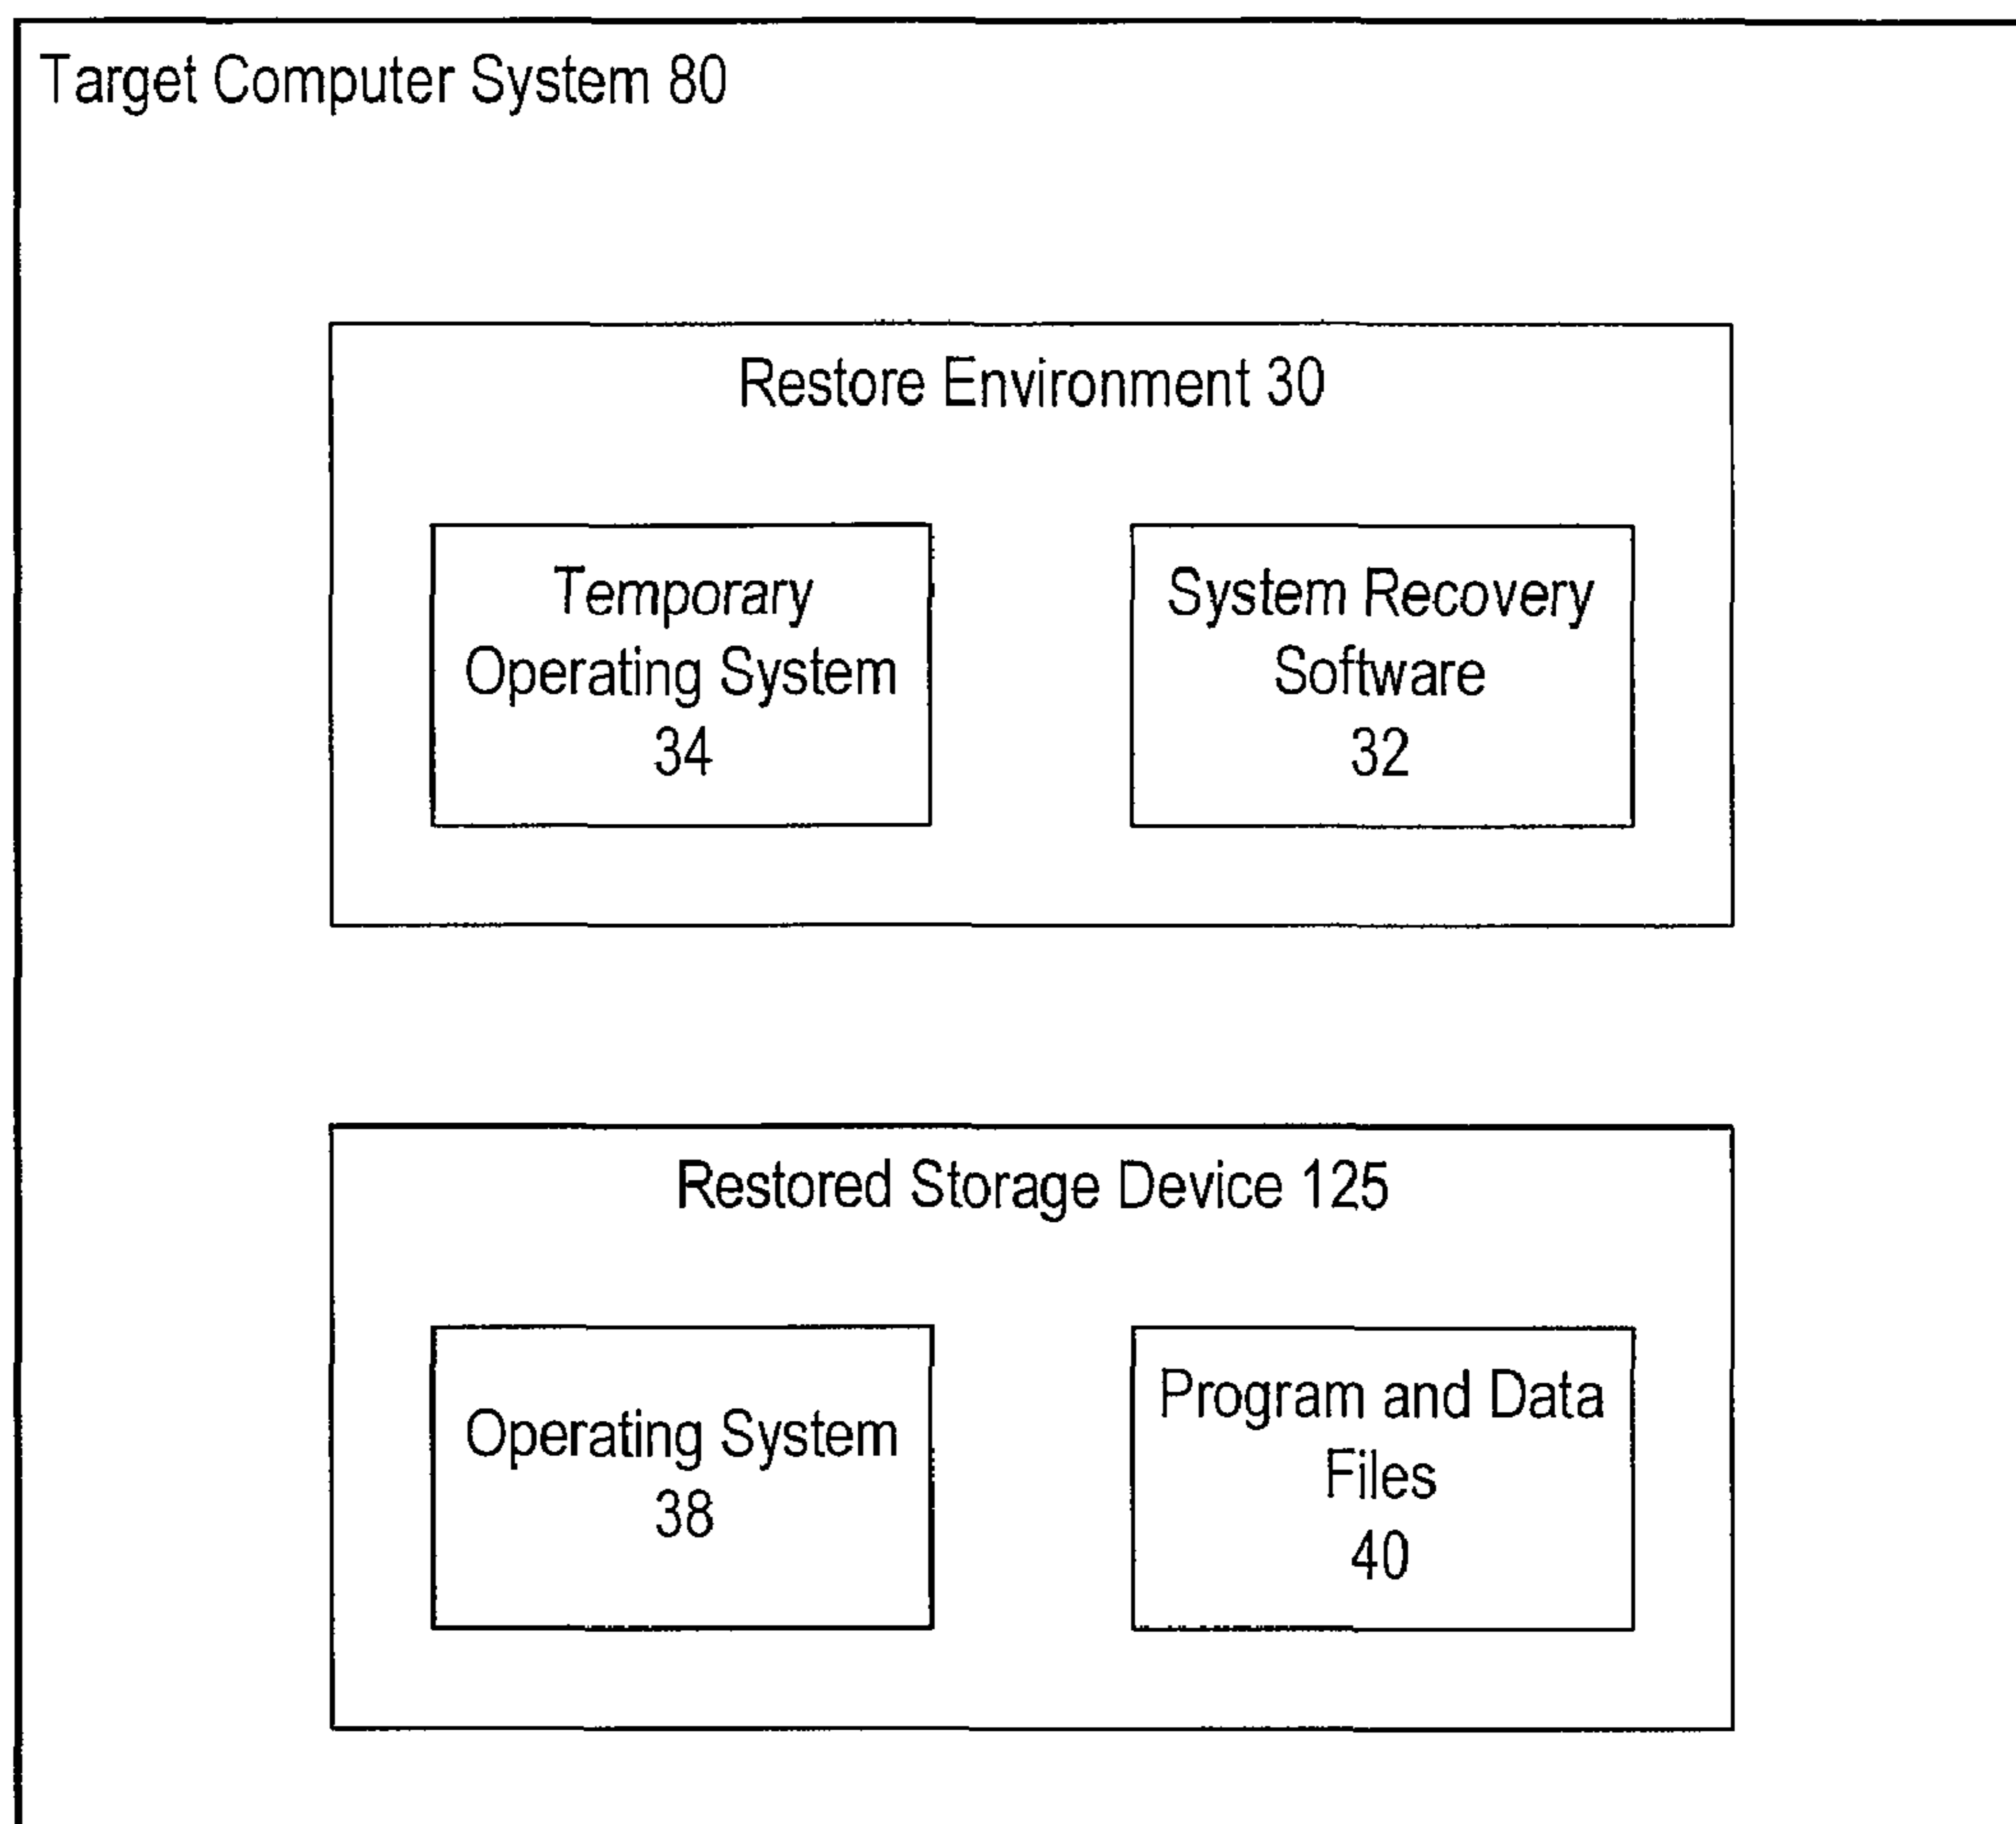 Target Computer System 80
Restore Environment 30
Temporary
Operating System
34
System Recovery
Software
32
Restored Storage Device 125
Operating System
38
Program and Data
Files
40